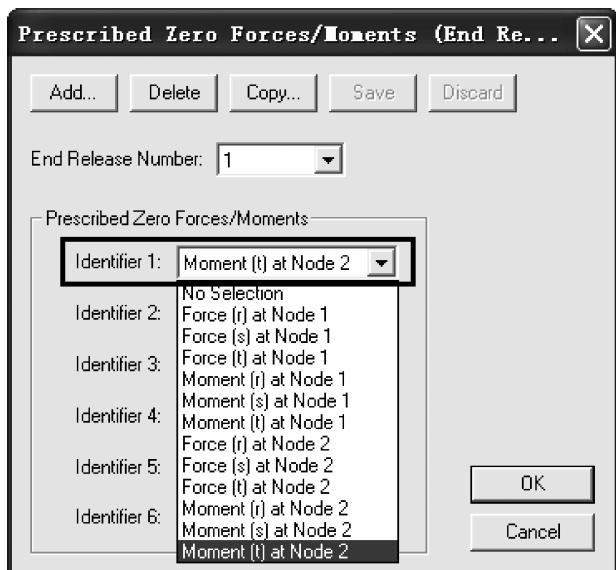 Prescribed Zero Forces/Moments (End Re...
Add... Delete Copy... Save Discard
End Release Number: 1
Prescribed Zero Forces/Moments
Identifier 1: Moment (t) at Node 2
No Selection
Identifier 2: Force (r) at Node 1
Force (s) at Node 1
Identifier 3: Force (t) at Node 1
Moment (r) at Node 1
Moment (s) at Node 1
Identifier 4: Moment (t) at Node 1
Force (r) at Node 2
Identifier 5: Force (s) at Node 2
Force (t) at Node 2
Identifier 6: Moment (r) at Node 2
Moment (s) at Node 2
Moment (t) at Node 2
OK
Cancel